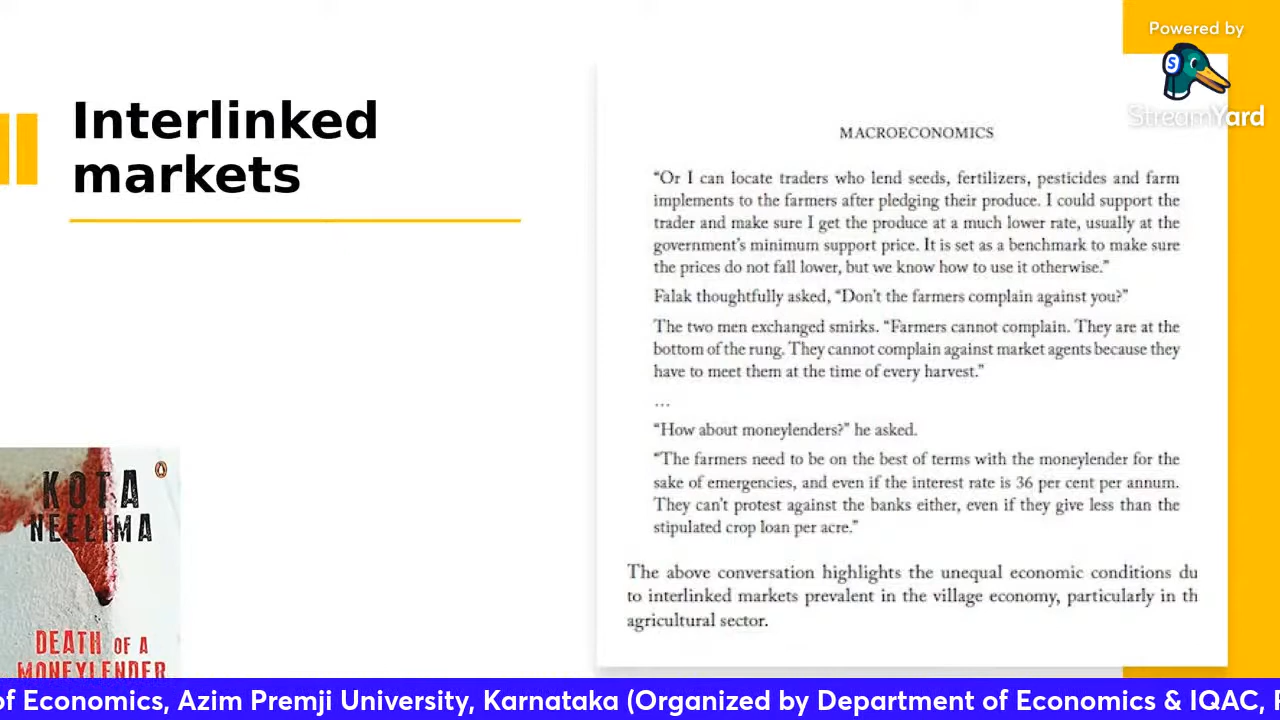 Powered by
StreamYard
Interlinked
markets
MACROECONOMICS
“Or I can locate traders who lend seeds, fertilizers, pesticides and farm
implements to the farmers after pledging their produce. I could support the
trader and make sure I get the produce at a much lower rate, usually at the
government’s minimum support price. It is set as a benchmark to make sure
the prices do not fall lower, but we know how to use it otherwise.”
Falak thoughtfully asked, “Don’t the farmers complain against you?”
The two men exchanged smirks. “Farmers cannot complain. They are at the
bottom of the rung. They cannot complain against market agents because they
have to meet them at the time of every harvest.”
...
“How about moneylenders?” he asked.
“The farmers need to be on the best of terms with the moneylender for the
sake of emergencies, and even if the interest rate is 36 per cent per annum.
They can’t protest against the banks either, even if they give less than the
stipulated crop loan per acre.”
The above conversation highlights the unequal economic conditions du
to interlinked markets prevalent in the village economy, particularly in th
agricultural sector.
KOTA
NEELIMA
DEATH OF A
MONEYLENDER
of Economics, Azim Premji University, Karnataka (Organized by Department of Economics & IQAC,